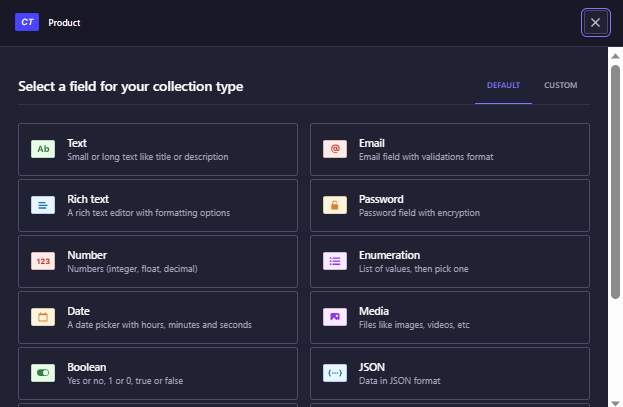 CT Product
Select a field for your collection type
DEFAULT CUSTOM
Ab Text
Small or long text like title or description
@ Email
Email field with validations format
Rich text
A rich text editor with formatting options
Password
Password field with encryption
123 Number
Numbers (integer, float, decimal)
Enumeration
List of values, then pick one
Date
A date picker with hours, minutes and seconds
Media
Files like images, videos, etc
Boolean
Yes or no, 1 or 0, true or false
{···} JSON
Data in JSON format